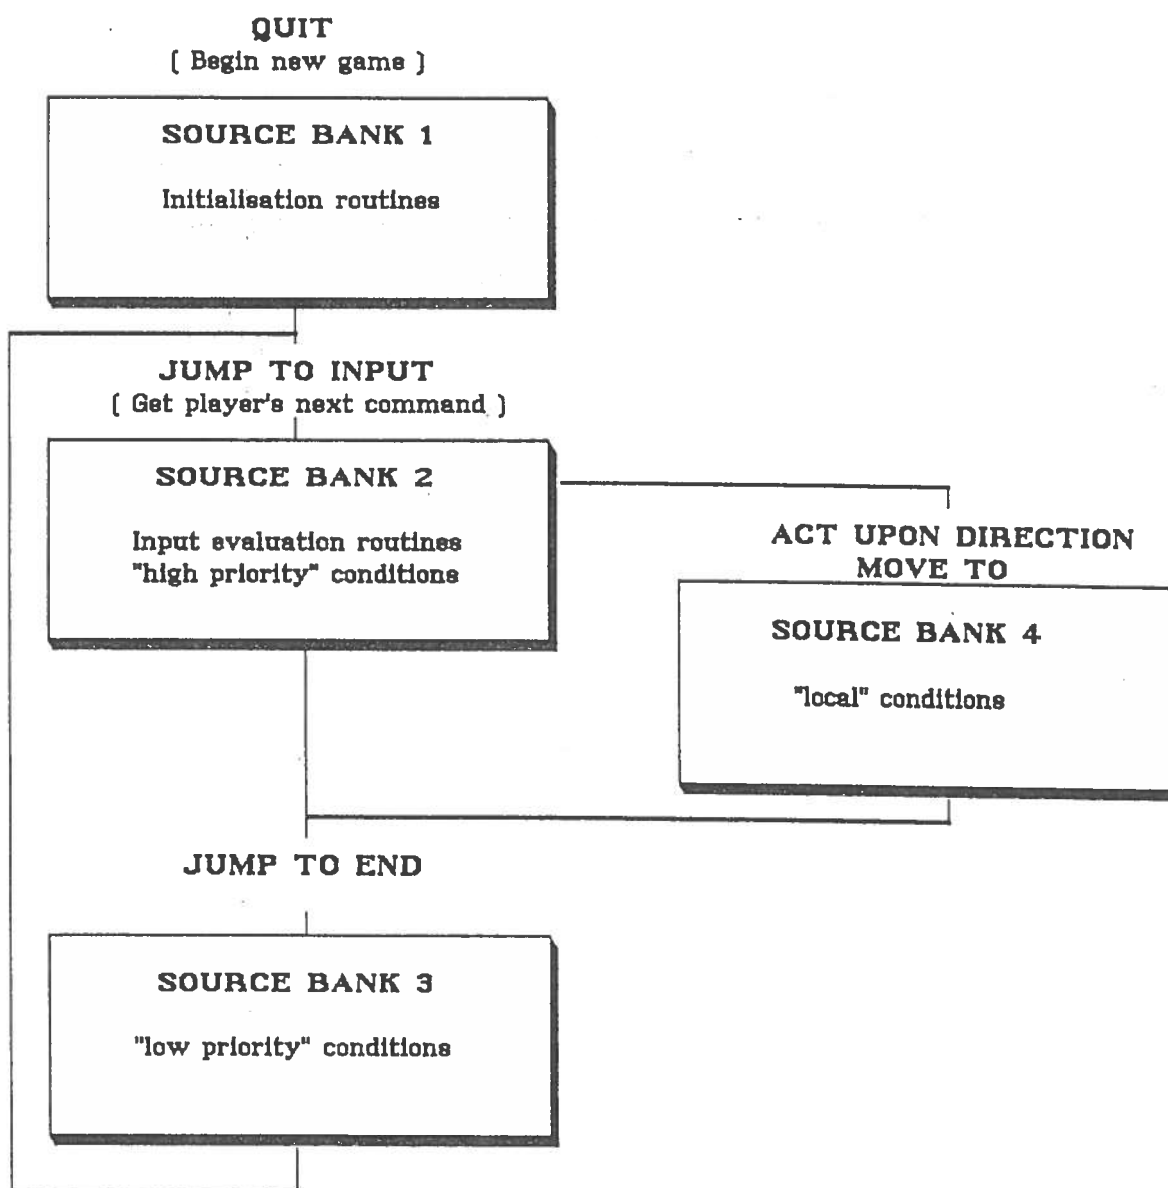 QUIT
( Begin new game )
SOURCE BANK 1
Initialisation routines
JUMP TO INPUT
( Get player's next command )
SOURCE BANK 2
Input evaluation routines
"high priority" conditions
ACT UPON DIRECTION
MOVE TO
SOURCE BANK 4
"local" conditions
JUMP TO END
SOURCE BANK 3
"low priority" conditions